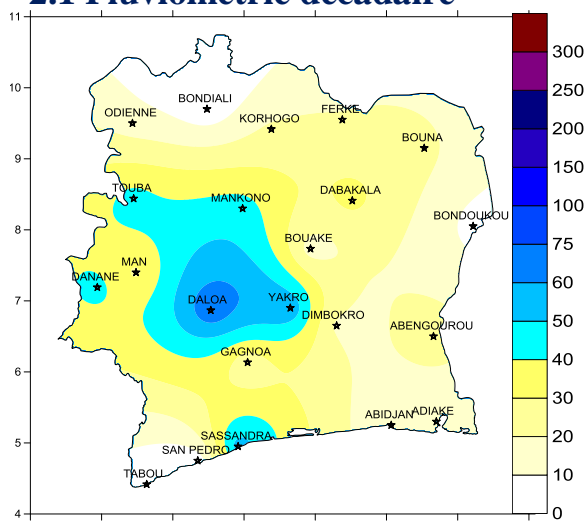 2.1 Pluviométrie décadaire
11
10
9
8
7
6
5
4
BONDIALI
ODIENNE
KORHOGO
FERKE
BOUNA
TOUBA
MANKONO
DABAKALA
BONDOUKOU
BOUAKE
MAN
DANANE
DALOA
YAKRO
DIMBOKRO
ABENGOUROU
GAGNOA
ABIDJAN
ADIAKE
SASSANDRA
SAN PEDRO
TABOU
300
250
200
150
100
75
60
50
40
30
20
10
0